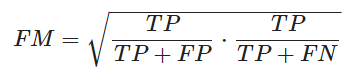 FM = √(TP / (TP + FP) · TP / (TP + FN))